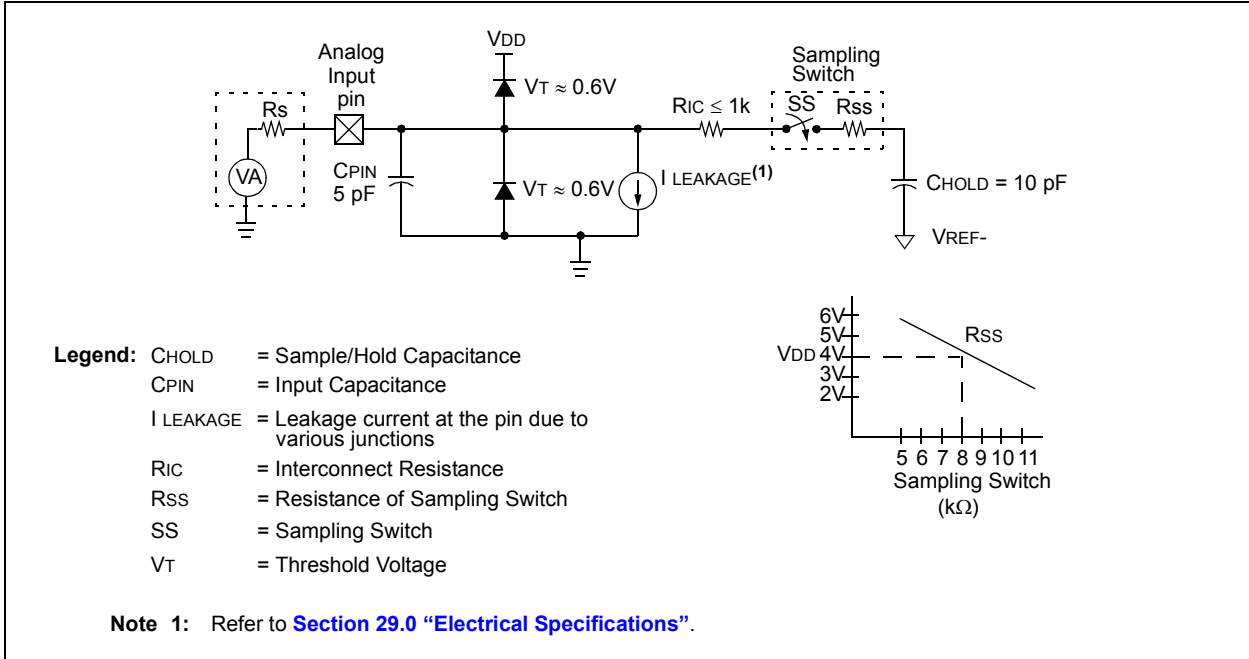 VDD
Analog
Input
pin
Sampling
Switch
VT ≈ 0.6V
RIC ≤ 1k
SS
Rss
Rs
VA
CPIN
5 pF
VT ≈ 0.6V
I LEAKAGE(1)
CHOLD = 10 pF
VREF-
6V
5V
VDD 4V
3V
2V
RSS
5 6 7 8 9 10 11
Sampling Switch
(kΩ)
Legend: CHOLD = Sample/Hold Capacitance
CPIN = Input Capacitance
I LEAKAGE = Leakage current at the pin due to
various junctions
RIC = Interconnect Resistance
RSS = Resistance of Sampling Switch
SS = Sampling Switch
VT = Threshold Voltage
Note 1: Refer to Section 29.0 “Electrical Specifications”.